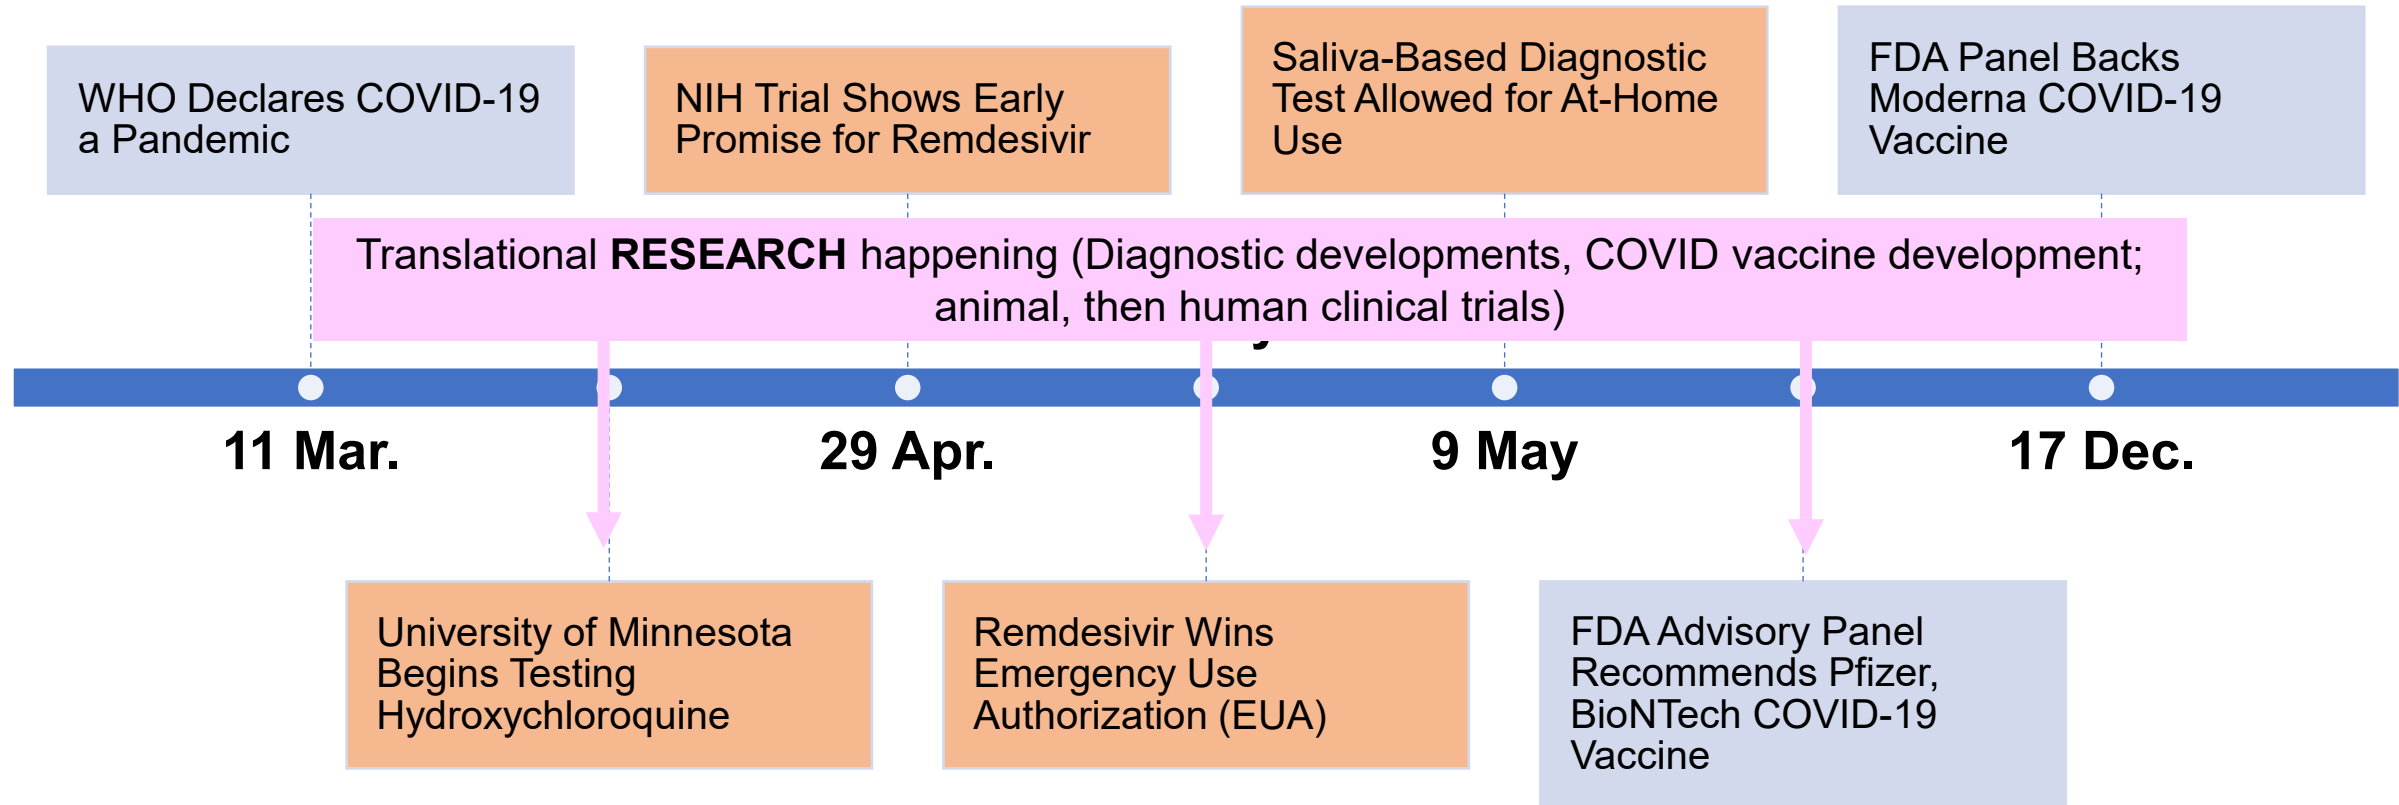 WHO Declares COVID-19
a Pandemic
NIH Trial Shows Early
Promise for Remdesivir
Saliva-Based Diagnostic
Test Allowed for At-Home
Use
FDA Panel Backs
Moderna COVID-19
Vaccine
Translational RESEARCH happening (Diagnostic developments, COVID vaccine development;
animal, then human clinical trials)
11 Mar.
29 Apr.
9 May
17 Dec.
University of Minnesota
Begins Testing
Hydroxychloroquine
Remdesivir Wins
Emergency Use
Authorization (EUA)
FDA Advisory Panel
Recommends Pfizer,
BioNTech COVID-19
Vaccine